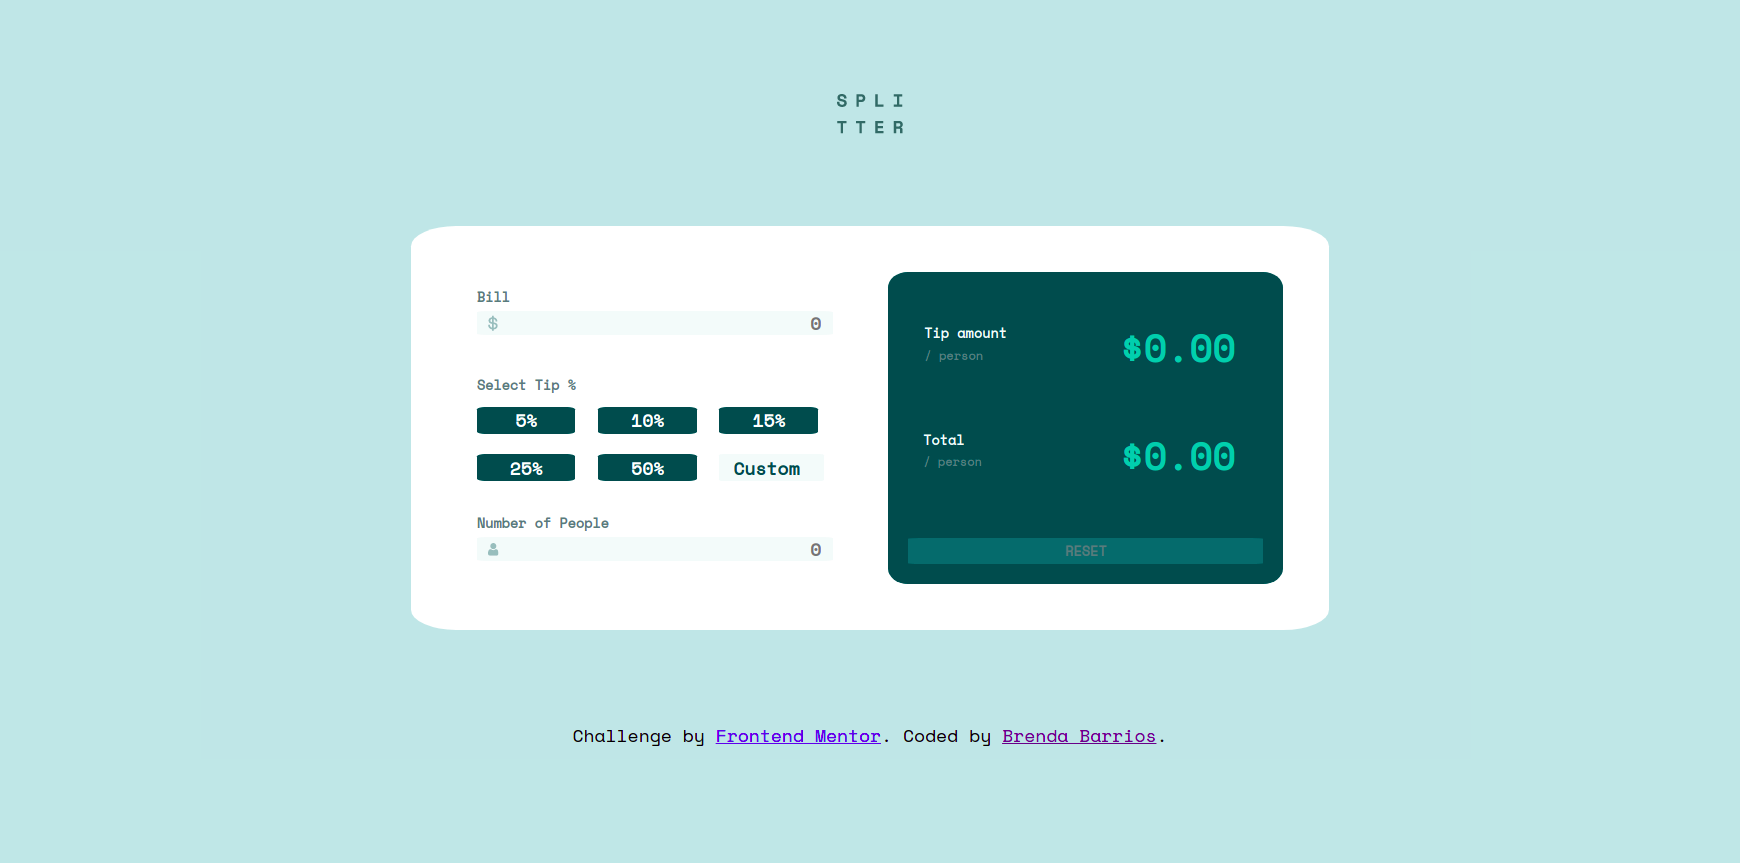 SPLI
TTER
Bill
$ 0
Select Tip %
5% 10% 15%
25% 50% Custom
Number of People
0
Tip amount
/ person
$0.00
Total
/ person
$0.00
RESET
Challenge by Frontend Mentor. Coded by Brenda Barrios.